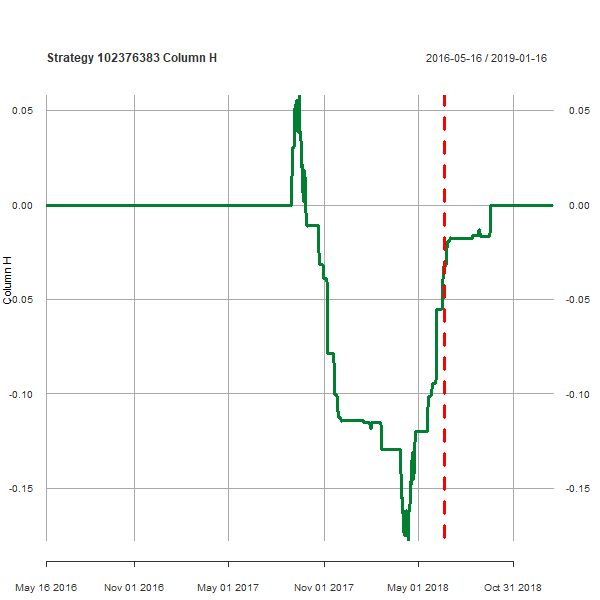 Strategy 102376383 Column H
2016-05-16 / 2019-01-16
0.05
0.05
0.00
0.00
Column H
-0.05
-0.05
-0.10
-0.10
-0.15
-0.15
May 16 2016
Nov 01 2016
May 01 2017
Nov 01 2017
May 01 2018
Oct 31 2018